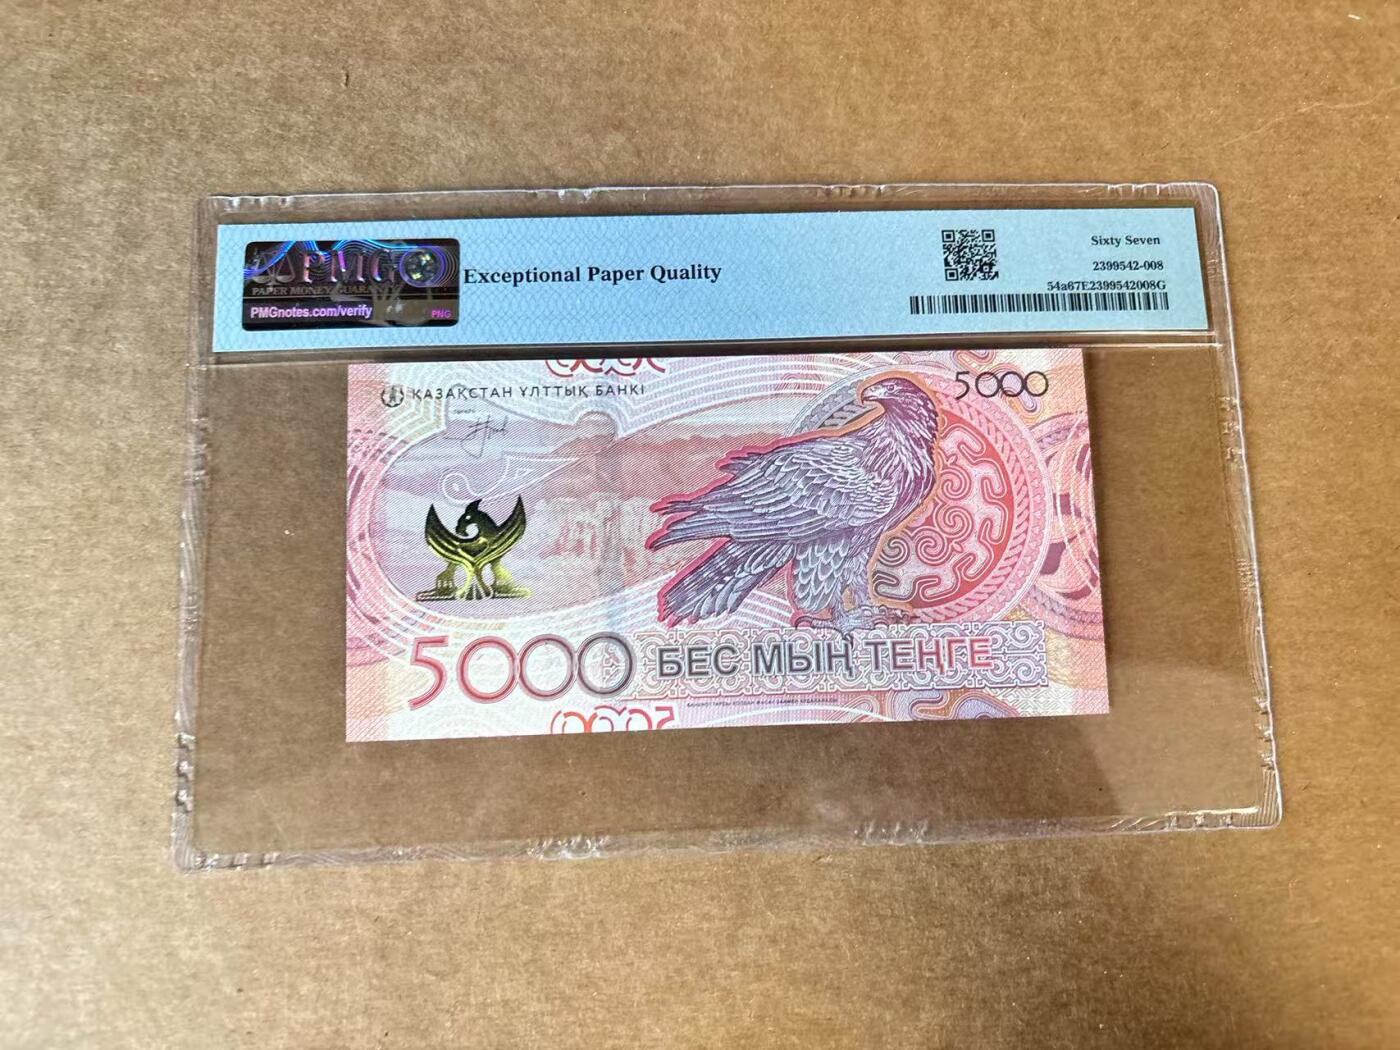 PMG
PAPER MONEY GUARANTY
PMGnotes.com/verify
PNG
Exceptional Paper Quality
Sixty Seven
2399542-008
54a67E2399542008G
ҚАЗАҚСТАН ҰЛТТЫҚ БАНКІ
5000
5000 БЕС МЫҢ ТЕҢГЕ